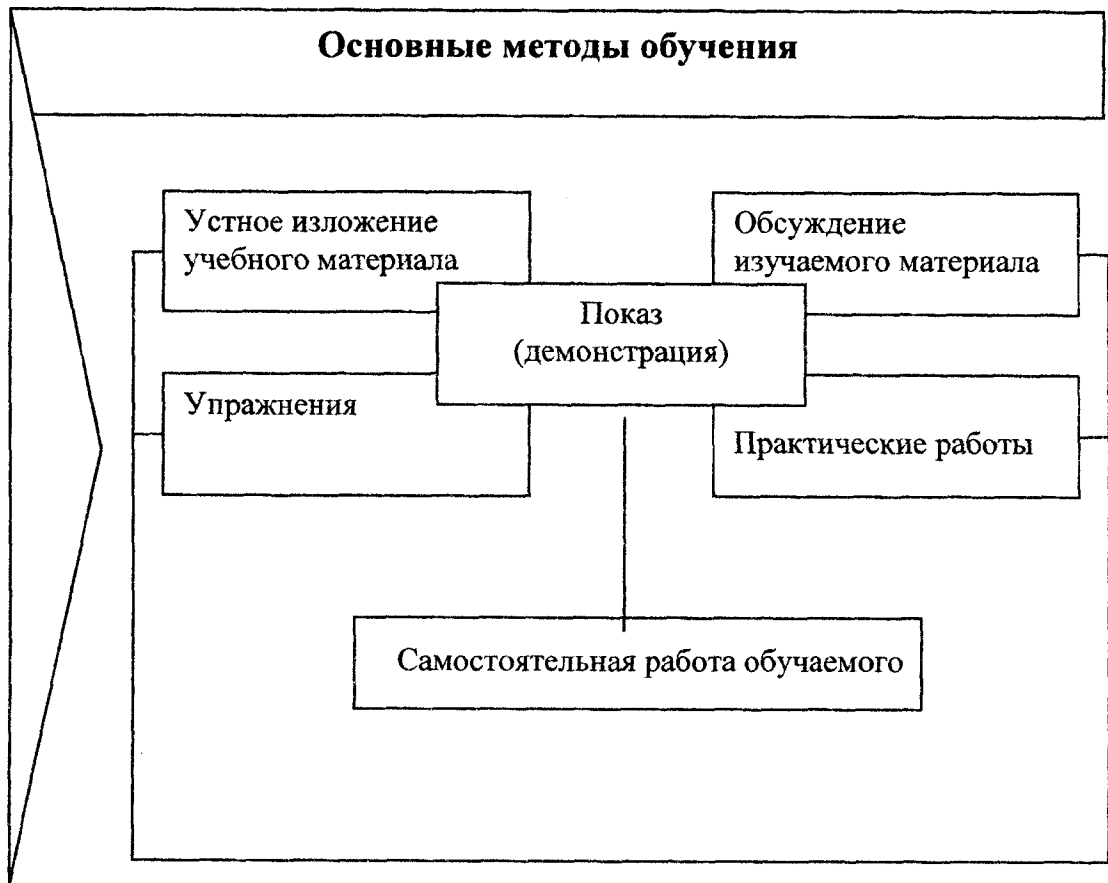 Основные методы обучения
Устное изложение
учебного материала
Обсуждение
изучаемого материала
Показ
(демонстрация)
Упражнения
Практические работы
Самостоятельная работа обучаемого